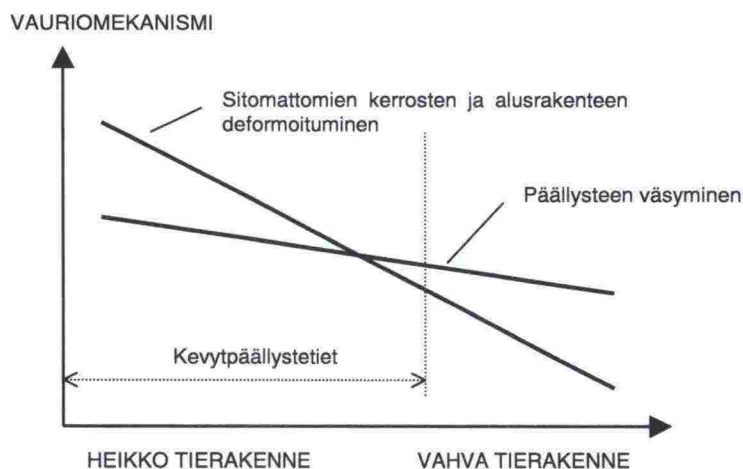 VAURIOMEKANISMI
Sitomattomien kerrosten ja alusrakenteen
deformoituminen
Päällysteen väsyminen
Kevytpäällystetiet
HEIKKO TIERAKENNE
VAHVA TIERAKENNE